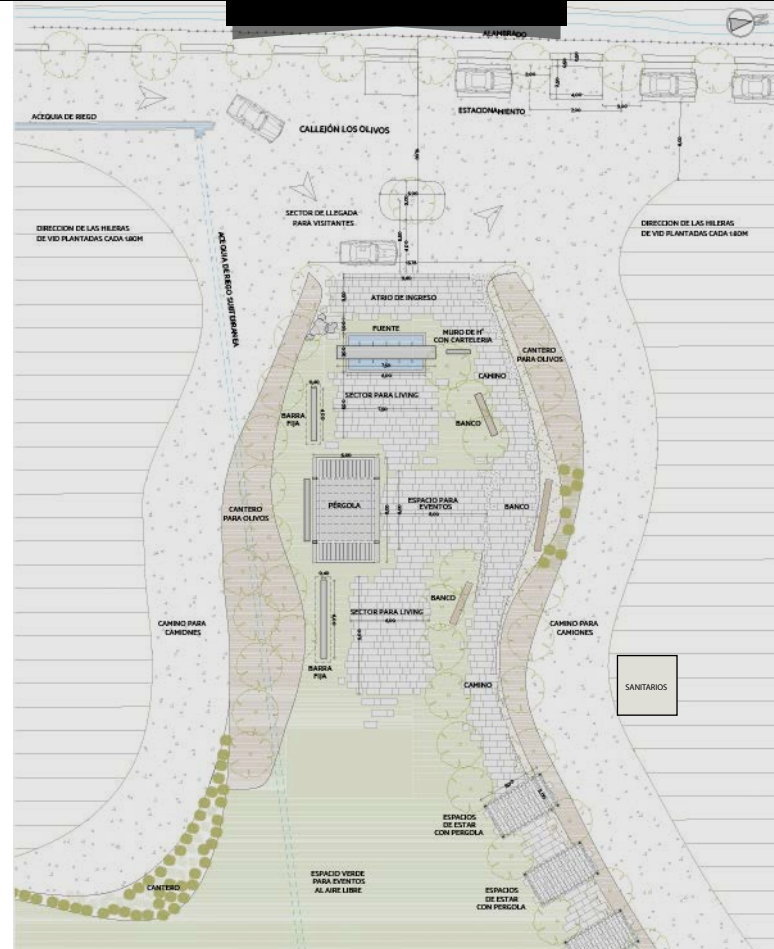 ALAMBRADO
N
ACEQUIA DE RIEGO
CALLEJÓN LOS OLIVOS
ESTACIONAMIENTO
SECTOR DE LLEGADA
PARA VISITANTES
DIRECCION DE LAS HILERAS
DE VID PLANTADAS CADA 1.80M
DIRECCION DE LAS HILERAS
DE VID PLANTADAS CADA 1.80M
ACEQUIA DE RIEGO SUBTERRANEA
ATRIO DE INGRESO
FUENTE
MURO DE Hº
CON CARTELERIA
CANTERO
PARA OLIVOS
CAMINO
SECTOR PARA LIVING
BARRA
FIJA
BANCO
PÉRGOLA
ESPACIO PARA
EVENTOS
BANCO
CANTERO
PARA OLIVOS
BANCO
SECTOR PARA LIVING
CAMINO PARA
CAMIONES
CAMINO PARA
CAMIONES
BARRA
FIJA
CAMINO
SANITARIOS
ESPACIOS
DE ESTAR
CON PERGOLA
ESPACIO VERDE
PARA EVENTOS
AL AIRE LIBRE
CANTERO
ESPACIOS
DE ESTAR
CON PERGOLA